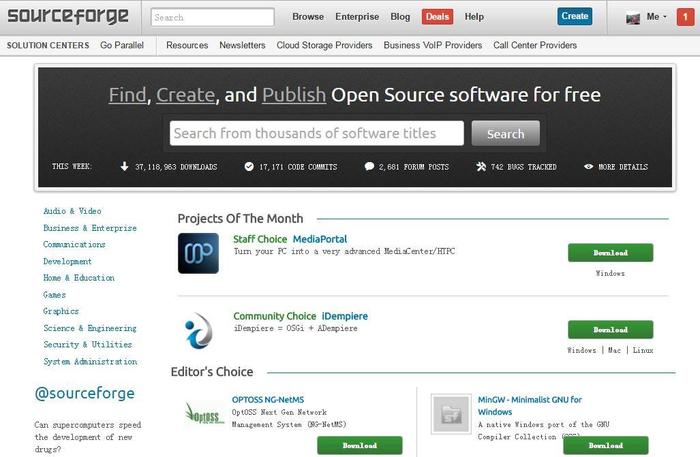 sourceforge
Search
Browse Enterprise Blog Deals Help Create Me 1
SOLUTION CENTERS Go Parallel Resources Newsletters Cloud Storage Providers Business VoIP Providers Call Center Providers
Find, Create, and Publish Open Source software for free
Search from thousands of software titles Search
THIS WEEK: 37,118,963 DOWNLOADS 17,171 CODE COMMITS 2,681 FORUM POSTS 742 BUGS TRACKED MORE DETAILS
Audio & Video
Business & Enterprise
Communications
Development
Home & Education
Games
Graphics
Science & Engineering
Security & Utilities
System Administration
@sourceforge
Can supercomputers speed
the development of new
drugs?
Projects Of The Month
Staff Choice MediaPortal
Turn your PC into a very advanced MediaCenter/HTPC
Download
Windows
Community Choice iDempiere
iDempiere = OSGi + ADempiere
Download
Windows | Mac | Linux
Editor's Choice
OptOSS
OPTOSS NG-NetMS
OptOSS Next Gen Network
Management System (NG-NetMS)
Download
MinGW - Minimalist GNU for
Windows
A native Windows port of the GNU
Compiler Collection
Download